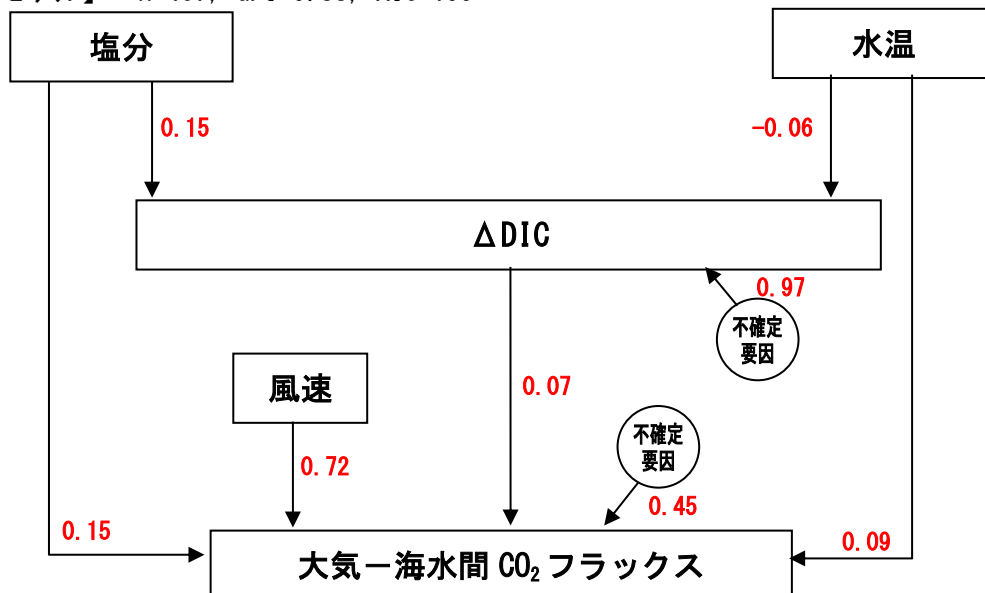 塩分
水温
0.15
-0.06
ΔDIC
0.97
不確定
要因
風速
0.07
不確定
要因
0.72
0.45
0.15
0.09
大気－海水間 CO₂ フラックス